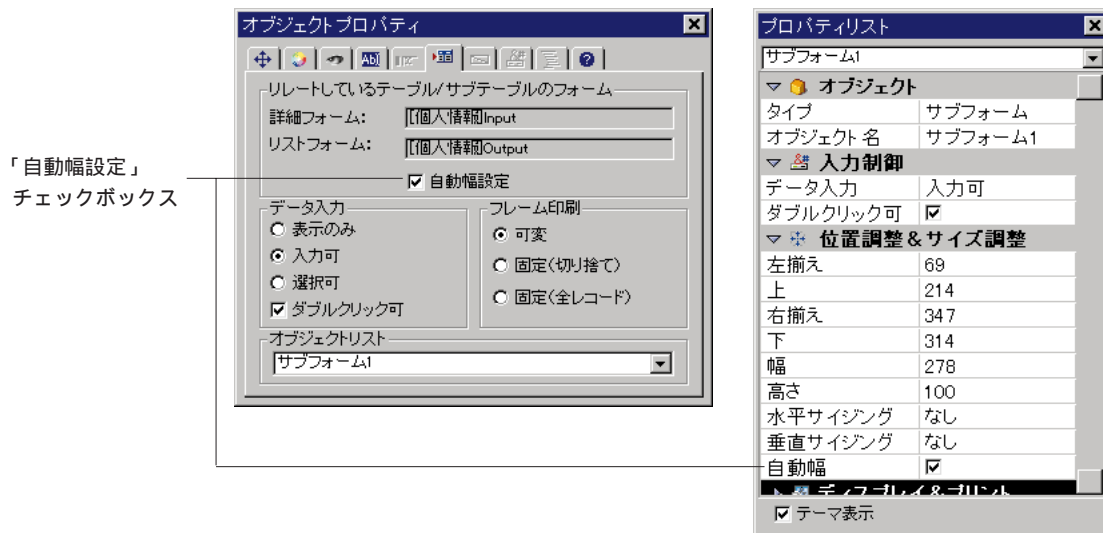 「自動幅設定」
チェックボックス
オブジェクトプロパティ
Abl
リレートしているテーブル/サブテーブルのフォーム
詳細フォーム: [個人情報]Input
リストフォーム: [個人情報]Output
自動幅設定
データ入力
表示のみ
入力可
選択可
ダブルクリック可
フレーム印刷
可変
固定(切り捨て)
固定(全レコード)
オブジェクトリスト
サブフォーム1
プロパティリスト
サブフォーム1
オブジェクト
タイプ サブフォーム
オブジェクト名 サブフォーム1
入力制御
データ入力 入力可
ダブルクリック可
位置調整&サイズ調整
左揃え 69
上 214
右揃え 347
下 314
幅 278
高さ 100
水平サイジング なし
垂直サイジング なし
自動幅
ディスプレイ&プリント
テーマ表示